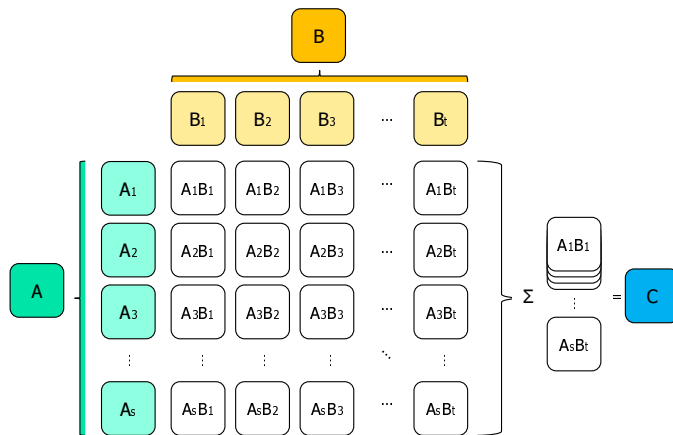 B
B1 B2 B3 ... Bt
A1 A1B1 A1B2 A1B3 ... A1Bt
A2 A2B1 A2B2 A2B3 ... A2Bt
A1B1
A Σ = C
A3 A3B1 A3B2 A3B3 ... A3Bt
AsBt
As AsB1 AsB2 AsB3 ... AsBt